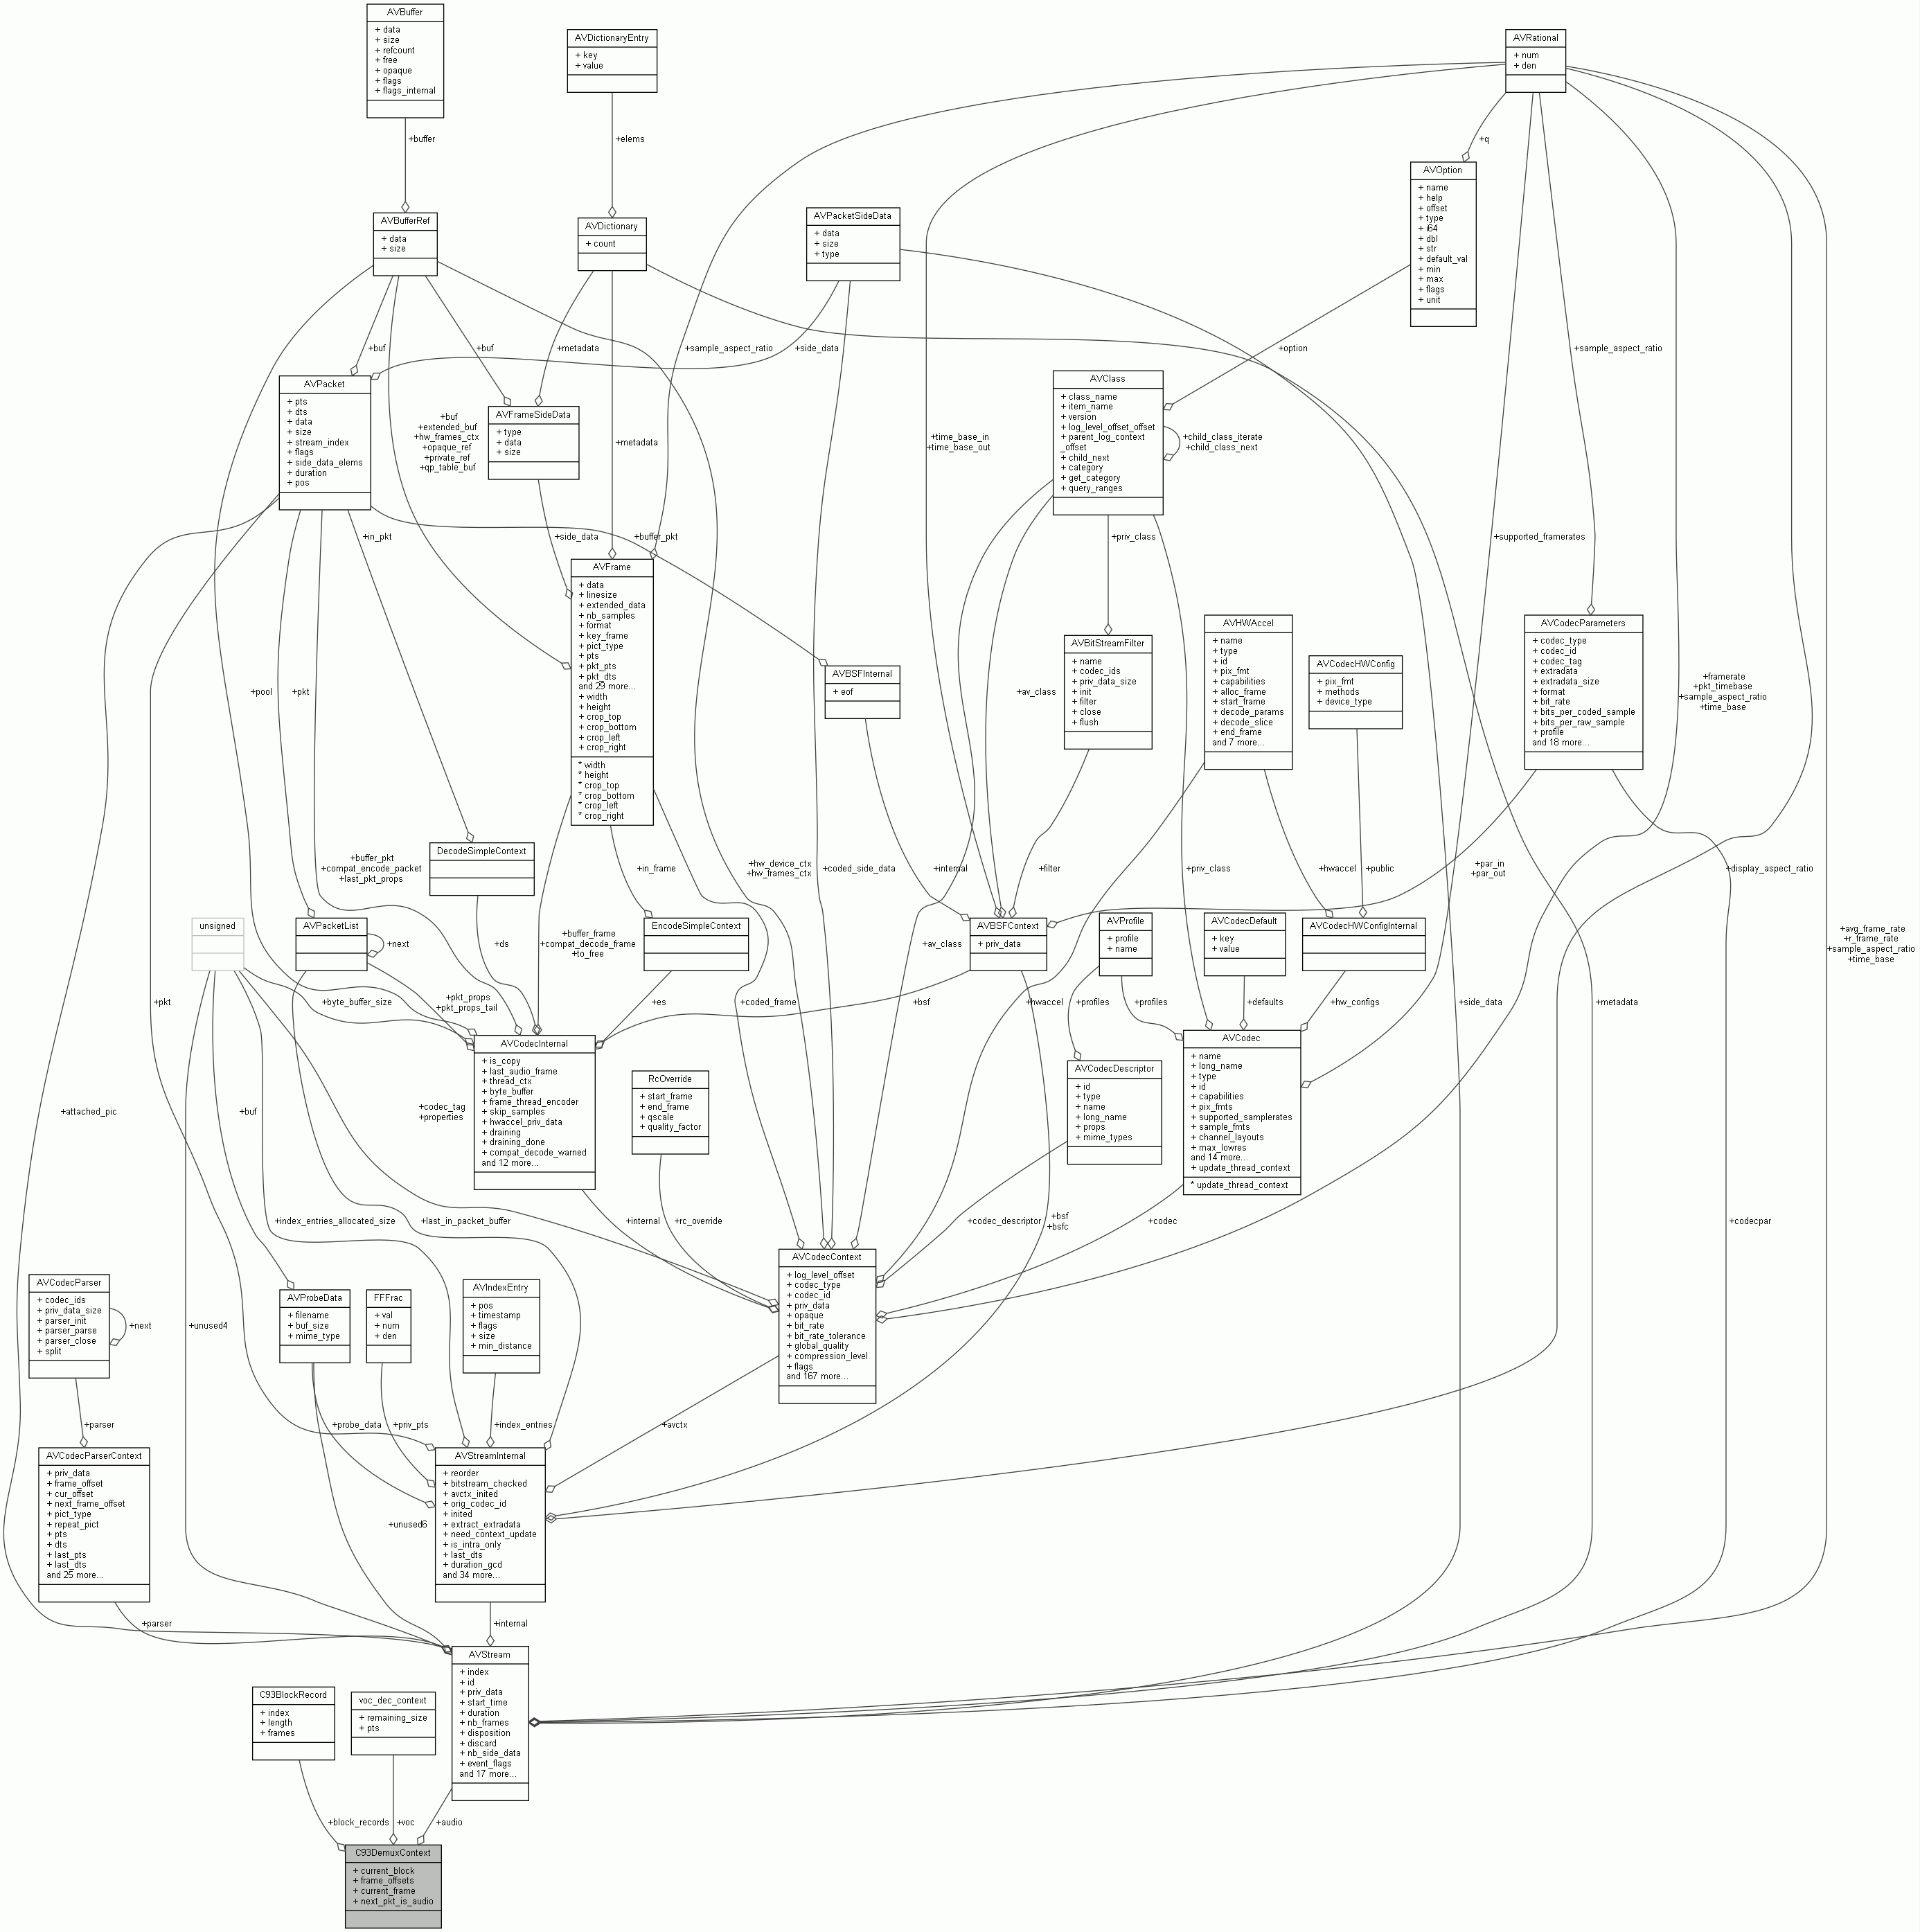 AVBuffer
+ data
+ size
+ refcount
+ free
+ opaque
+ flags
+ flags_internal
AVDictionaryEntry
+ key
+ value
AVRational
+ num
+ den
+buffer
+elems
+q
AVOption
+ name
+ help
+ offset
+ type
+ i64
+ dbl
+ str
+ default_val
+ min
+ max
+ flags
+ unit
AVBufferRef
+ data
+ size
AVDictionary
+ count
AVPacketSideData
+ data
+ size
+ type
+buf
+buf
+metadata
+sample_aspect_ratio
+side_data
+option
+sample_aspect_ratio
AVPacket
+ pts
+ dts
+ data
+ size
+ stream_index
+ flags
+ side_data_elems
+ duration
+ pos
+buf
+extended_buf
+hw_frames_ctx
+opaque_ref
+private_ref
+qp_table_buf
AVFrameSideData
+ type
+ data
+ size
+metadata
+time_base_in
+time_base_out
AVClass
+ class_name
+ item_name
+ version
+ log_level_offset_offset
+ parent_log_context
_offset
+ child_next
+ category
+ get_category
+ query_ranges
+child_class_iterate
+child_class_next
+in_pkt
+side_data
+buffer_pkt
+priv_class
+supported_framerates
AVFrame
+ data
+ linesize
+ extended_data
+ nb_samples
+ format
+ key_frame
+ pict_type
+ pts
+ pkt_pts
+ pkt_dts
and 29 more...
+ width
+ height
+ crop_top
+ crop_bottom
+ crop_left
+ crop_right
* width
* height
* crop_top
* crop_bottom
* crop_left
* crop_right
+pool
+pkt
AVBSFInternal
+ eof
+av_class
AVBitStreamFilter
+ name
+ codec_ids
+ priv_data_size
+ init
+ filter
+ close
+ flush
AVHWAccel
+ name
+ type
+ id
+ pix_fmt
+ capabilities
+ alloc_frame
+ start_frame
+ decode_params
+ decode_slice
+ end_frame
and 7 more...
AVCodecHWConfig
+ pix_fmt
+ methods
+ device_type
AVCodecParameters
+ codec_type
+ codec_id
+ codec_tag
+ extradata
+ extradata_size
+ format
+ bit_rate
+ bits_per_coded_sample
+ bits_per_raw_sample
+ profile
and 18 more...
+framerate
+pkt_timebase
+sample_aspect_ratio
+time_base
DecodeSimpleContext
+buffer_pkt
+compat_encode_packet
+last_pkt_props
+in_frame
+hw_device_ctx
+hw_frames_ctx
+coded_side_data
+internal
+filter
+priv_class
+hwaccel
+public
+par_in
+par_out
+display_aspect_ratio
unsigned
AVPacketList
+next
+ds
+buffer_frame
+compat_decode_frame
+to_free
EncodeSimpleContext
+av_class
AVBSFContext
+ priv_data
AVProfile
+ profile
+ name
AVCodecDefault
+ key
+ value
AVCodecHWConfigInternal
+avg_frame_rate
+r_frame_rate
+sample_aspect_ratio
+time_base
+pkt
+byte_buffer_size
+pkt_props
+pkt_props_tail
+es
+coded_frame
+bsf
+hwaccel
+profiles
+profiles
+defaults
+hw_configs
+side_data
+metadata
AVCodecInternal
+ is_copy
+ last_audio_frame
+ thread_ctx
+ byte_buffer
+ frame_thread_encoder
+ skip_samples
+ hwaccel_priv_data
+ draining
+ draining_done
+ compat_decode_warned
and 12 more...
AVCodec
+ name
+ long_name
+ type
+ id
+ capabilities
+ pix_fmts
+ supported_samplerates
+ sample_fmts
+ channel_layouts
+ max_lowres
and 14 more...
+ update_thread_context
* update_thread_context
AVCodecDescriptor
+ id
+ type
+ name
+ long_name
+ props
+ mime_types
RcOverride
+ start_frame
+ end_frame
+ qscale
+ quality_factor
+attached_pic
+buf
+codec_tag
+properties
+index_entries_allocated_size
+last_in_packet_buffer
+internal
+rc_override
+codec_descriptor
+bsf
+bsfc
+codec
+codecpar
AVCodecContext
+ log_level_offset
+ codec_type
+ codec_id
+ priv_data
+ opaque
+ bit_rate
+ bit_rate_tolerance
+ global_quality
+ compression_level
+ flags
and 167 more...
AVCodecParser
+ codec_ids
+ priv_data_size
+ parser_init
+ parser_parse
+ parser_close
+ split
+next
+unused4
AVProbeData
+ filename
+ buf_size
+ mime_type
FFFrac
+ val
+ num
+ den
AVIndexEntry
+ pos
+ timestamp
+ flags
+ size
+ min_distance
+parser
+probe_data
+priv_pts
+index_entries
+avctx
AVCodecParserContext
+ priv_data
+ frame_offset
+ cur_offset
+ next_frame_offset
+ pict_type
+ repeat_pict
+ pts
+ dts
+ last_pts
+ last_dts
and 25 more...
AVStreamInternal
+ reorder
+ bitstream_checked
+ avctx_inited
+ orig_codec_id
+ inited
+ extract_extradata
+ need_context_update
+ is_intra_only
+ last_dts
+ duration_gcd
and 34 more...
+unused6
+parser
+internal
AVStream
+ index
+ id
+ priv_data
+ start_time
+ duration
+ nb_frames
+ disposition
+ discard
+ nb_side_data
+ event_flags
and 17 more...
C93BlockRecord
+ index
+ length
+ frames
voc_dec_context
+ remaining_size
+ pts
+block_records
+voc
+audio
C93DemuxContext
+ current_block
+ frame_offsets
+ current_frame
+ next_pkt_is_audio